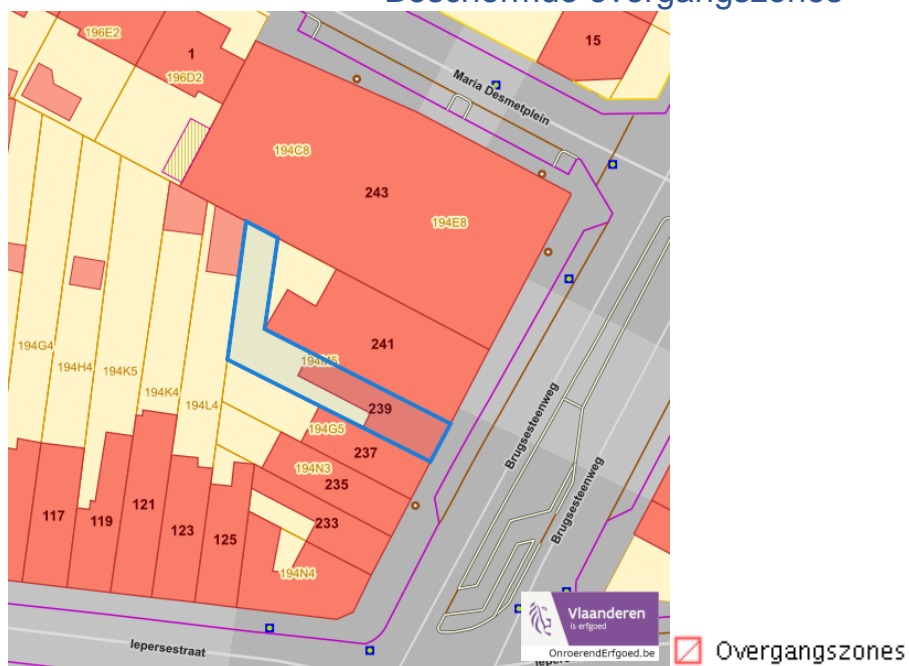 Beschermde overgangszones
196E2
1
15
196D2
Maria Desmetplein
194C8
243
194E8
194G4
194H4
194K5
194K4
194L4
241
194M5
239
194G5
237
194N3
235
233
194N4
117
119
121
123
125
Brugsesteenweg
Brugsesteenweg
Vlaanderen
is erfgoed
OnroerendErfgoed.be
Iepersestraat
Overgangszones